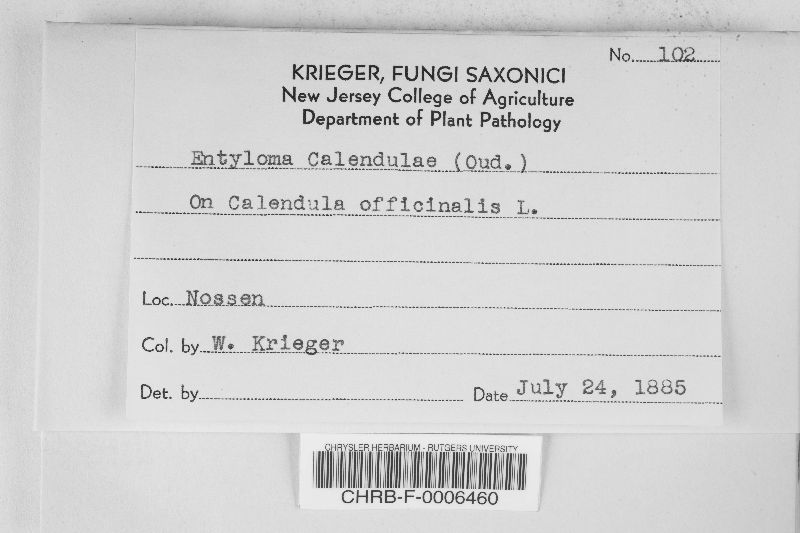 No. 102
KRIEGER, FUNGI SAXONICI
New Jersey College of Agriculture
Department of Plant Pathology
Entyloma Calendulae (Oud.)
On Calendula officinalis L.
Loc. Nossen
Col. by W. Krieger
Det. by
Date July 24, 1885
CHRYSLER HERBARIUM - RUTGERS UNIVERSITY
CHRB-F-0006460